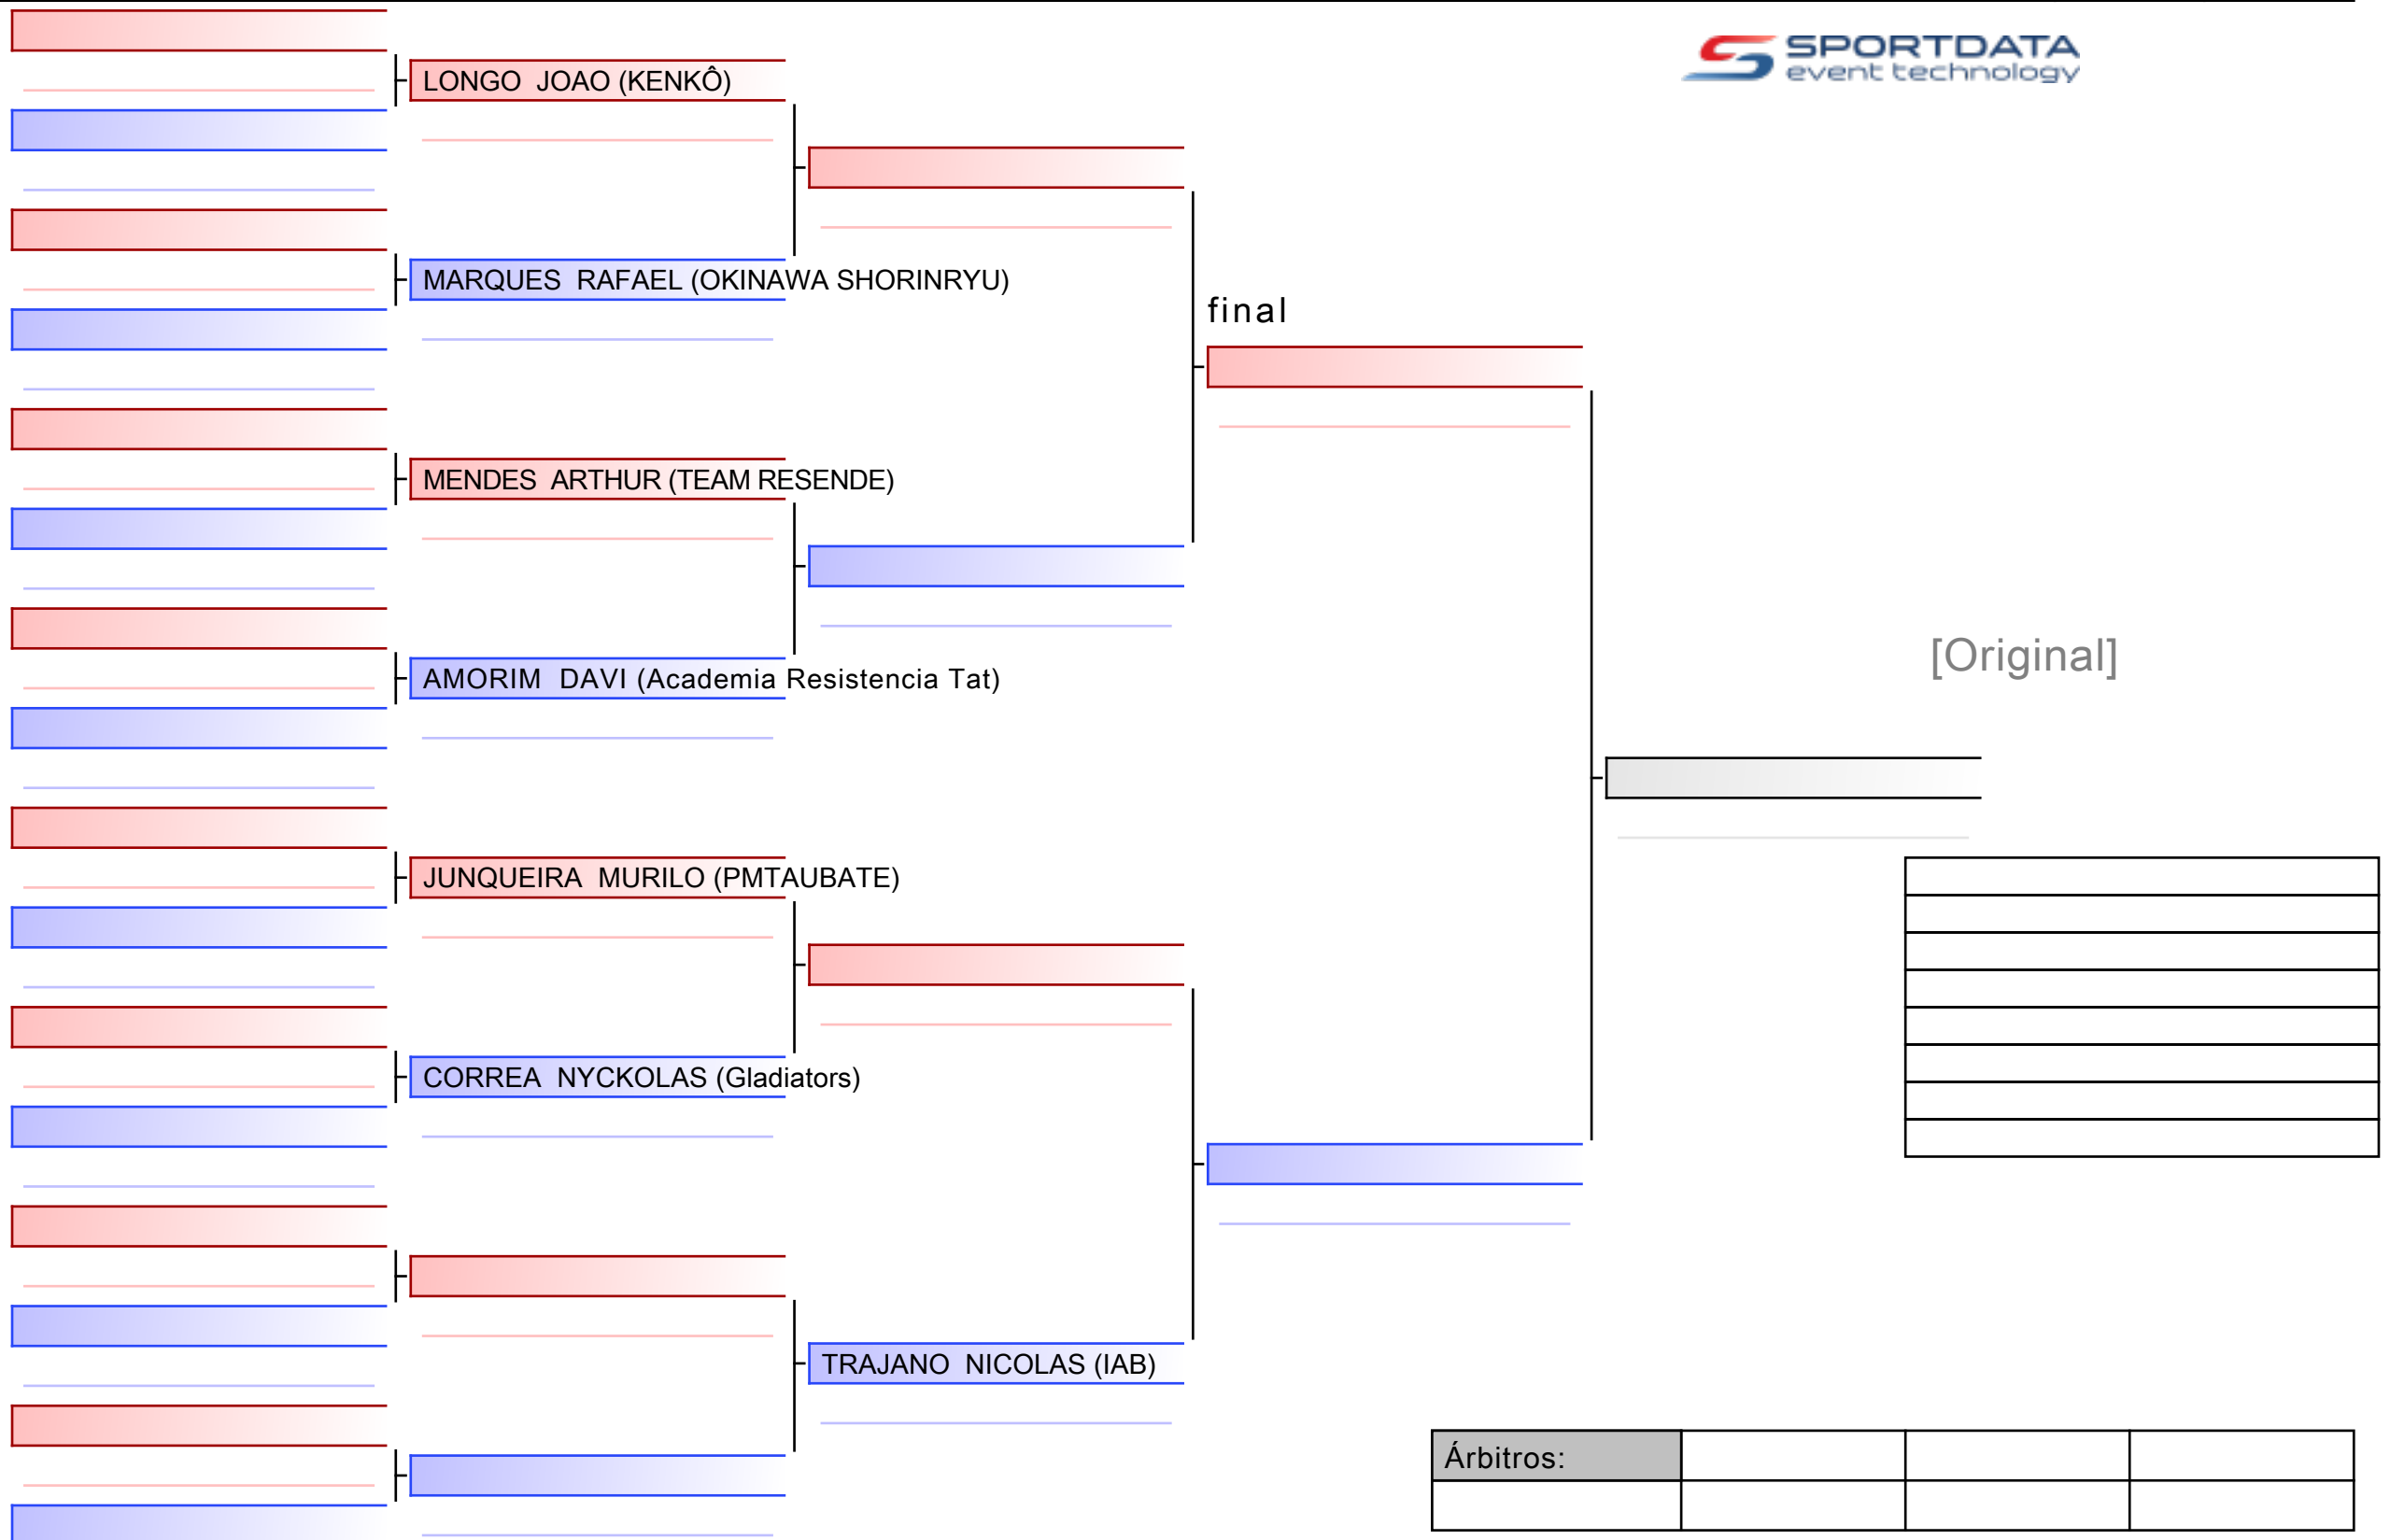 SPORTDATA
event technology
LONGO JOAO (KENKÔ)
MARQUES RAFAEL (OKINAWA SHORINRYU)
final
MENDES ARTHUR (TEAM RESENDE)
[Original]
AMORIM DAVI (Academia Resistencia Tat)
JUNQUEIRA MURILO (PMTAUBATE)
CORREA NYCKOLAS (Gladiators)
TRAJANO NICOLAS (IAB)
Árbitros: